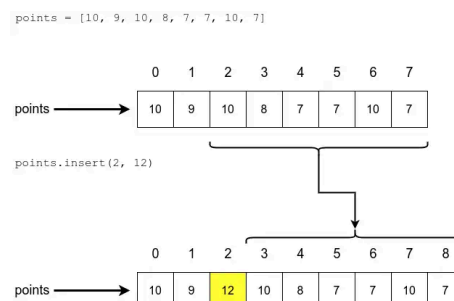 points = [10, 9, 10, 8, 7, 7, 10, 7]
0 1 2 3 4 5 6 7
points 10 9 10 8 7 7 10 7
points.insert(2, 12)
0 1 2 3 4 5 6 7 8
points 10 9 12 10 8 7 7 10 7